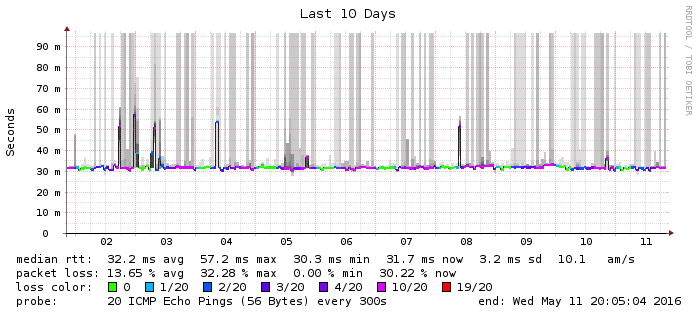 Last 10 Days
RRDTOOL / TOBI OETIKER
Seconds
90 m
80 m
70 m
60 m
50 m
40 m
30 m
20 m
10 m
0
02 03 04 05 06 07 08 09 10 11
median rtt: 32.2 ms avg 57.2 ms max 30.3 ms min 31.7 ms now 3.2 ms sd 10.1 am/s
packet loss: 13.65 % avg 32.28 % max 0.00 % min 30.22 % now
loss color: 0 1/20 2/20 3/20 4/20 10/20 19/20
probe: 20 ICMP Echo Pings (56 Bytes) every 300s end: Wed May 11 20:05:04 2016